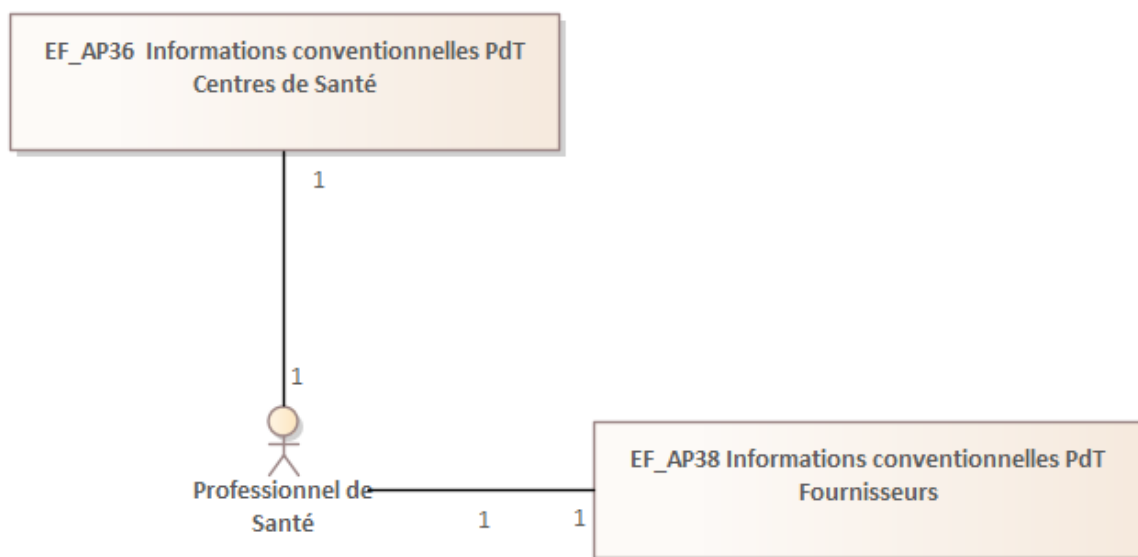 EF_AP36  Informations conventionnelles PdT
Centres de Santé
1
1
Professionnel de
Santé
1
1
EF_AP38 Informations conventionnelles PdT
Fournisseurs